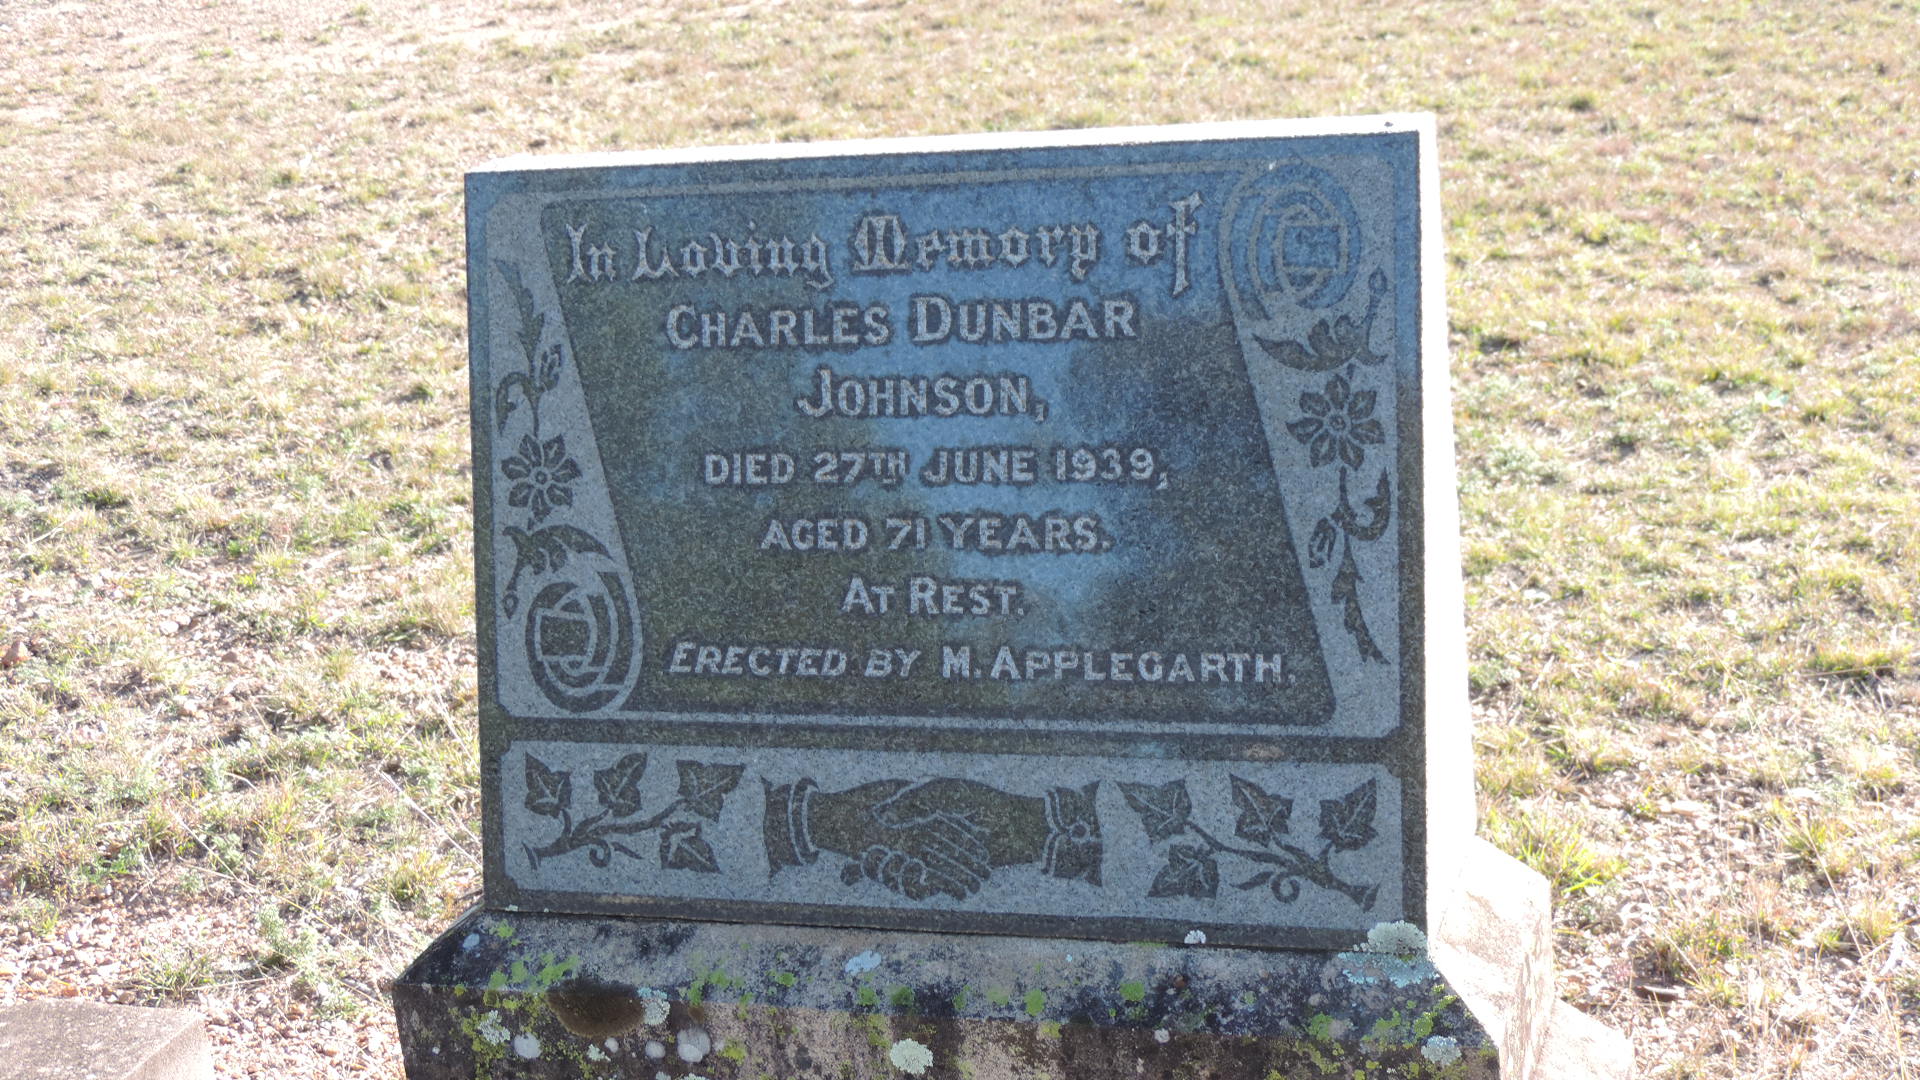 In Loving Memory of
CHARLES DUNBAR
JOHNSON,
DIED 27TH JUNE 1939,
AGED 71 YEARS.
AT REST.
ERECTED BY M. APPLEGARTH.